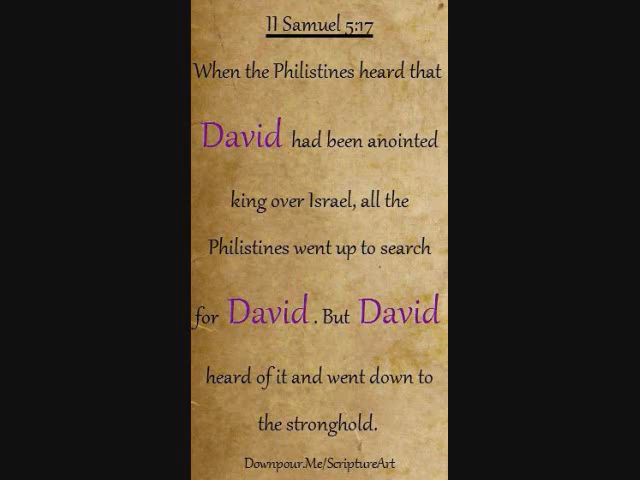 II Samuel 5:17
When the Philistines heard that
David had been anointed
king over Israel, all the
Philistines went up to search
for David . But David
heard of it and went down to
the stronghold.
Downpour.Me/ScriptureArt